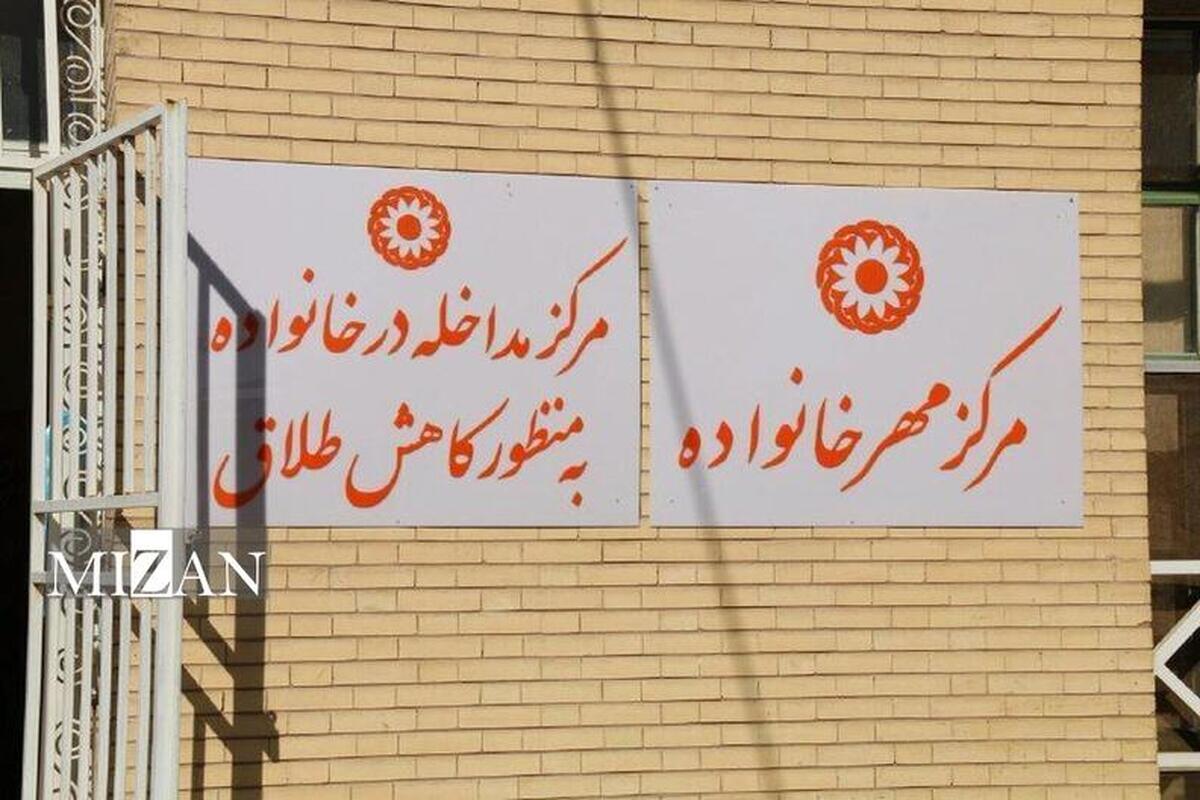 مرکز مهر خانواده
مرکز مداخله در خانواده
به منظور کاهش طلاق
MIZAN